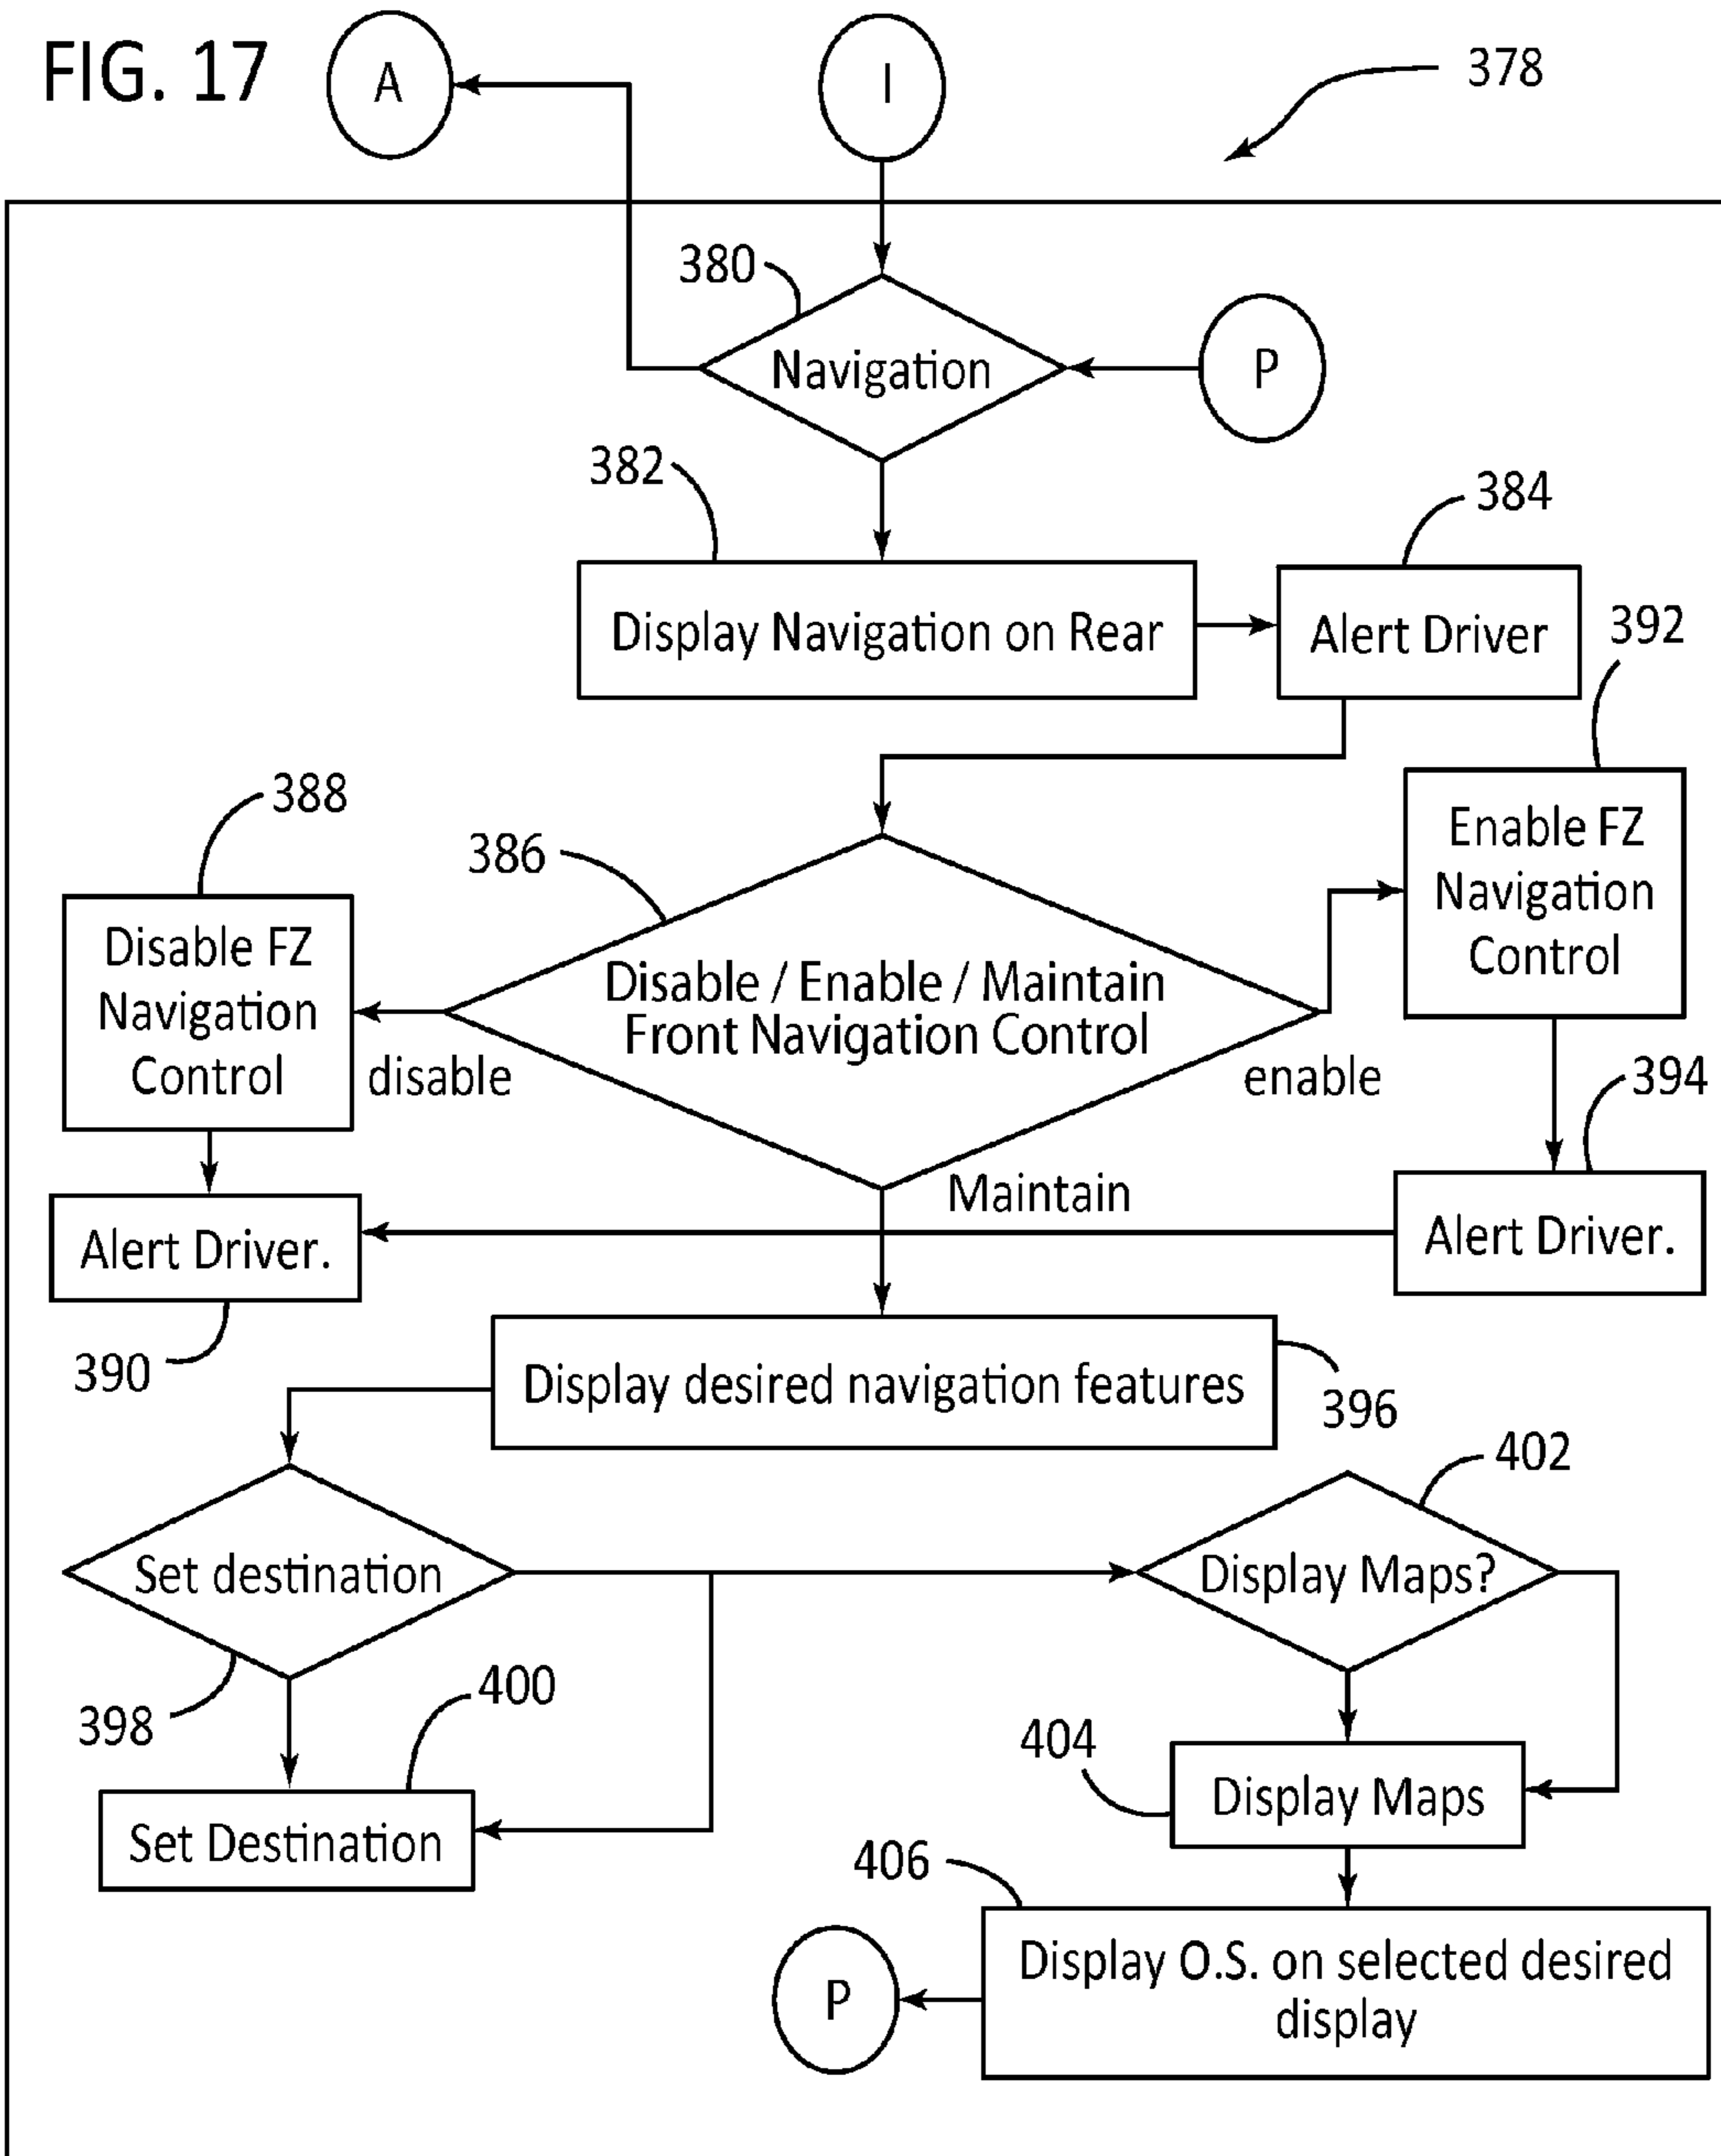 FIG. 17
A
I
378
380
Navigation
P
382
384
Display Navigation on Rear
Alert Driver
392
388
386
Enable FZ
Navigation
Control
Disable FZ
Navigation
Control
Disable / Enable / Maintain
Front Navigation Control
disable
enable
394
Maintain
Alert Driver.
Alert Driver.
390
Display desired navigation features
396
402
Set destination
Display Maps?
398
400
404
Display Maps
Set Destination
406
Display O.S. on selected desired
display
P